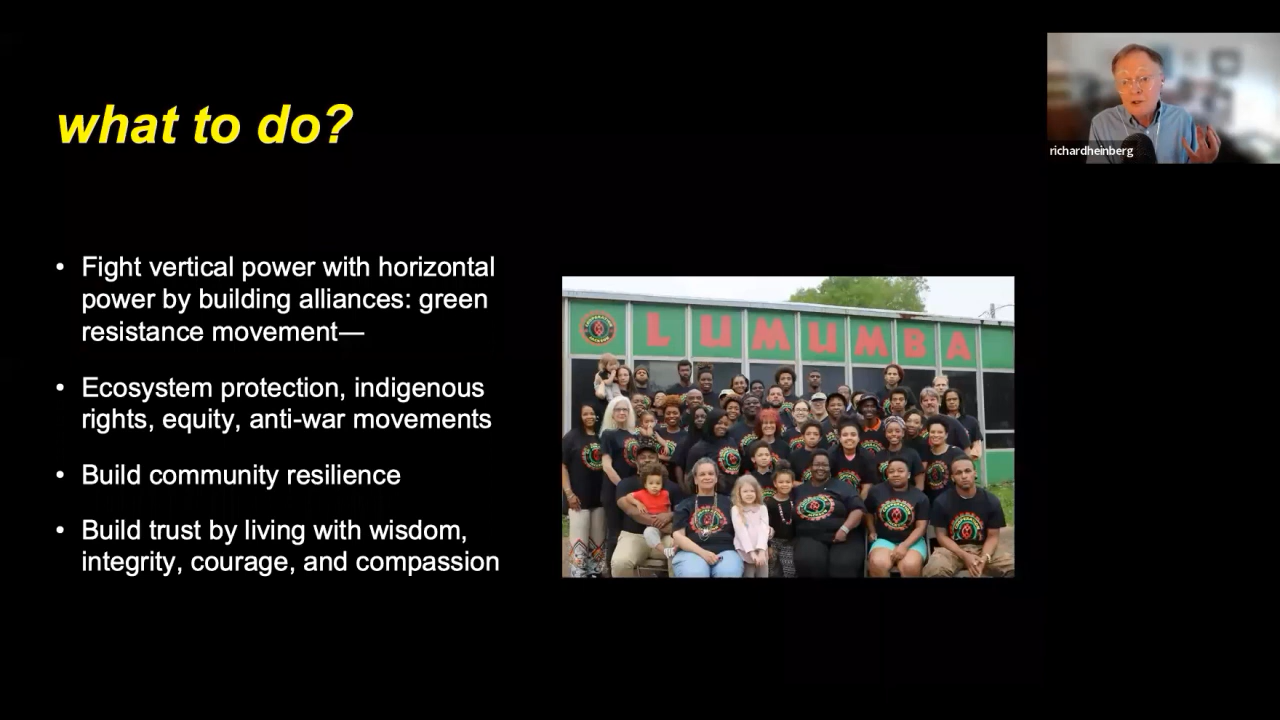 what to do?
richardheinberg
• Fight vertical power with horizontal
power by building alliances: green
resistance movement—
• Ecosystem protection, indigenous
rights, equity, anti-war movements
• Build community resilience
• Build trust by living with wisdom,
integrity, courage, and compassion
LUMUMBA